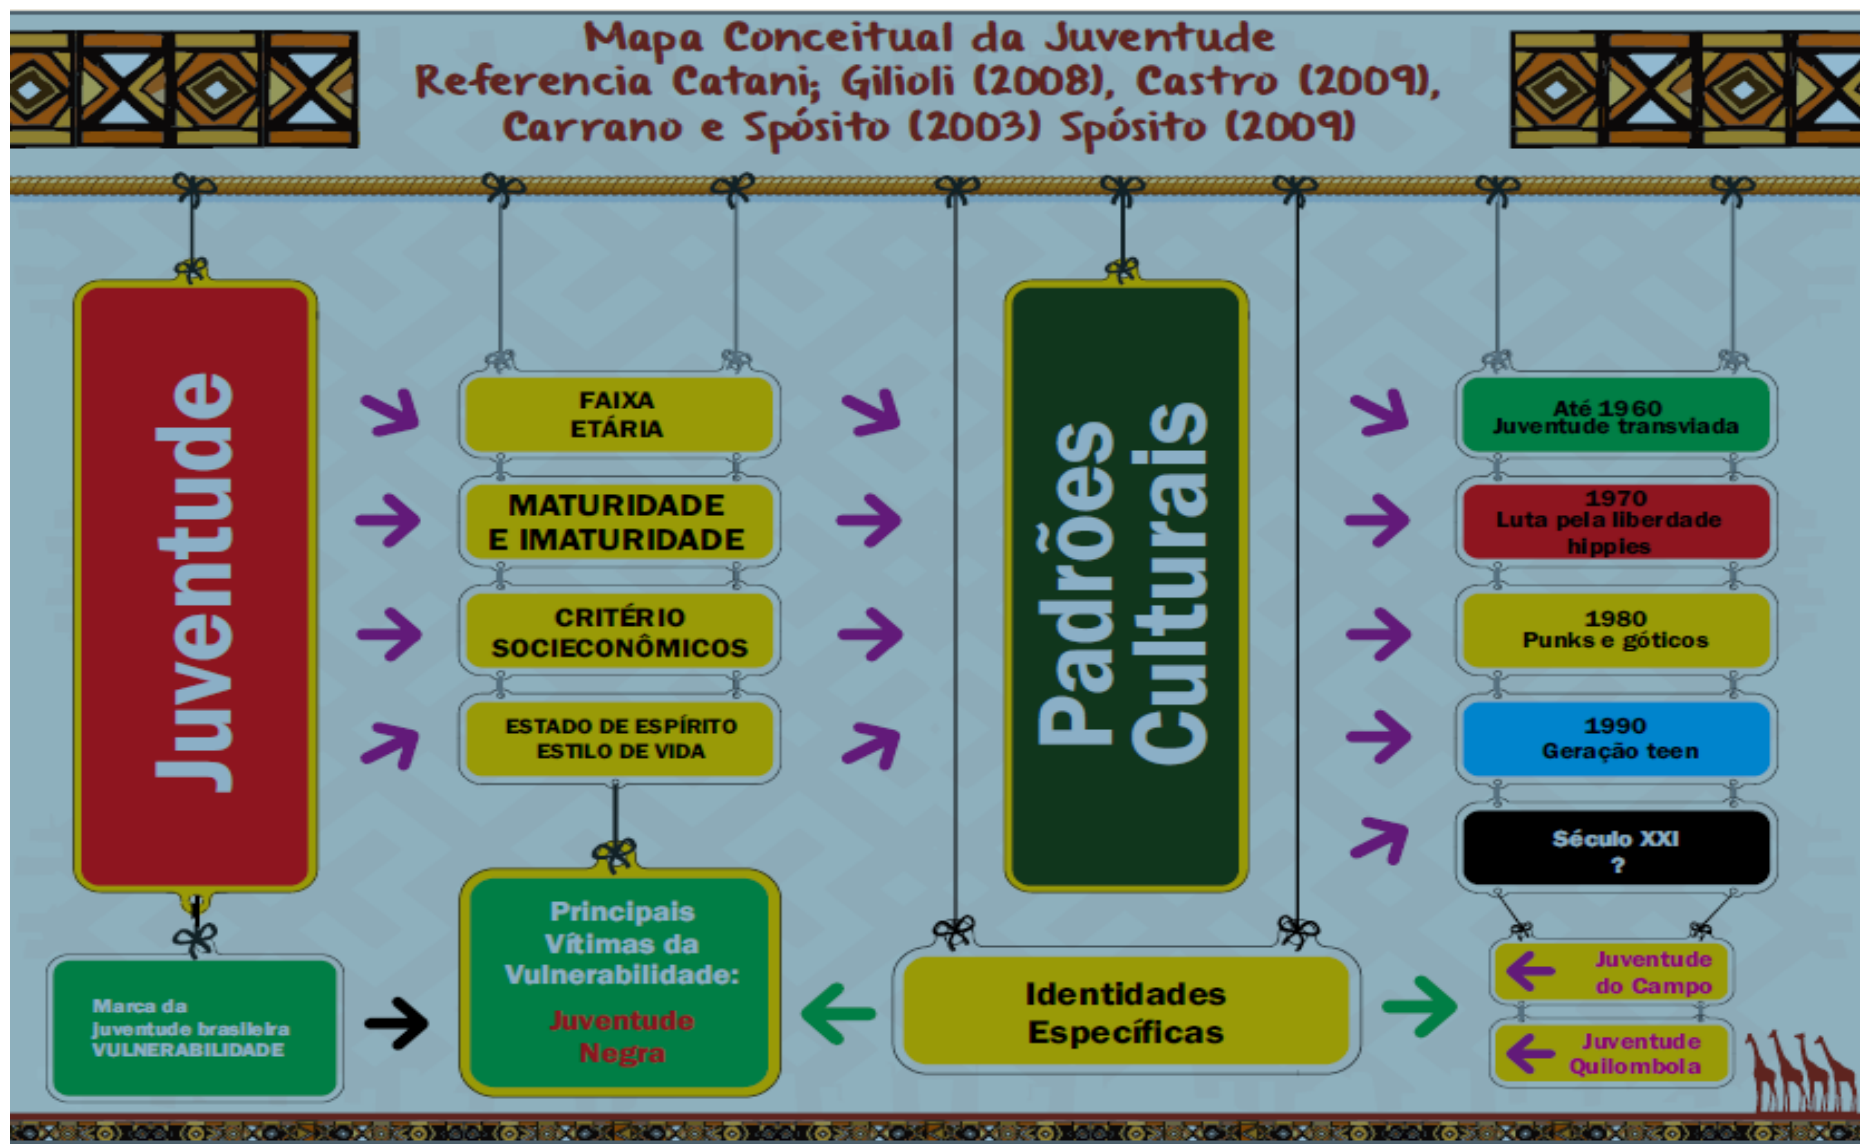 Mapa Conceitual da Juventude
Referencia Catani; Gilioli (2008), Castro (2009),
Carrano e Spósito (2003) Spósito (2009)
Juventude
FAIXA
ETÁRIA
MATURIDADE
E IMATURIDADE
CRITÉRIO
SOCIECONÔMICOS
ESTADO DE ESPÍRITO
ESTILO DE VIDA
Padrões
Culturais
Até 1960
Juventude transviada
1970
Luta pela liberdade
hippies
1980
Punks e góticos
1990
Geração teen
Século XXI
?
Marca da
Juventude brasileira
VULNERABILIDADE
Principais
Vítimas da
Vulnerabilidade:
Juventude
Negra
Identidades
Específicas
Juventude
do Campo
Juventude
Quilombola